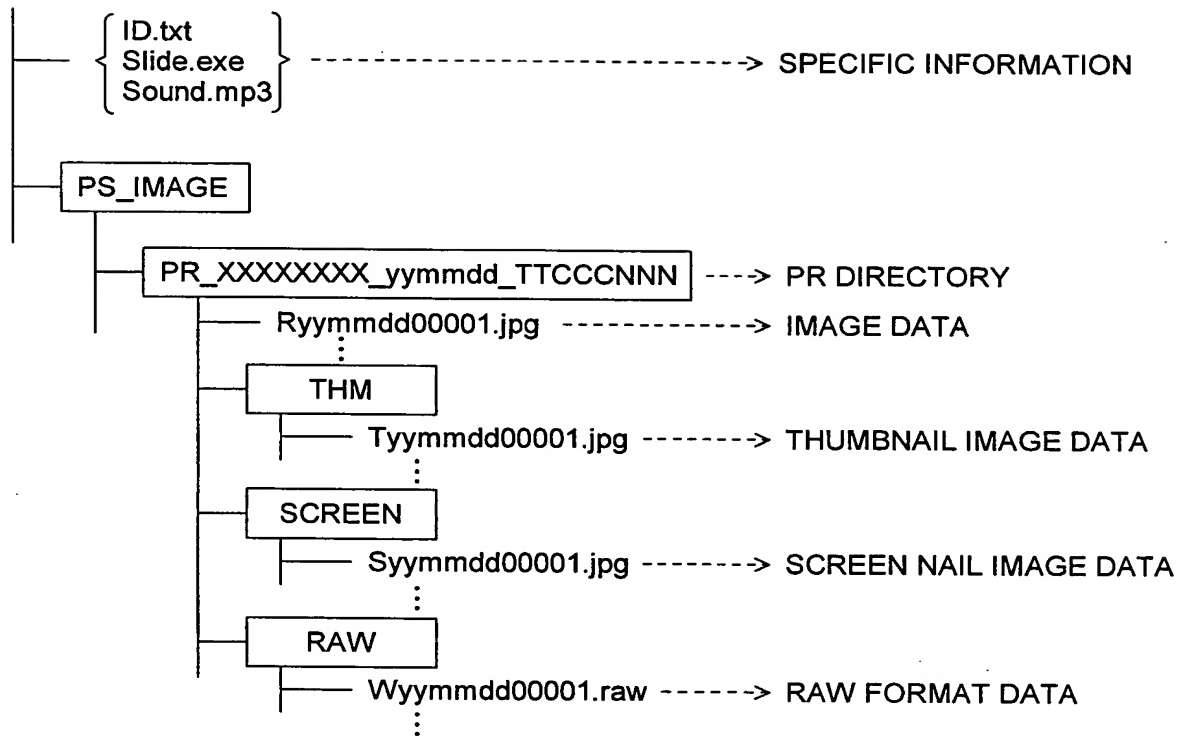 ID.txt
Slide.exe
Sound.mp3
SPECIFIC INFORMATION
PS_IMAGE
PR_XXXXXXXX_yymmdd_TTCCCNNN
PR DIRECTORY
Ryymmdd00001.jpg
IMAGE DATA
THM
Tyymmdd00001.jpg
THUMBNAIL IMAGE DATA
SCREEN
Syymmdd00001.jpg
SCREEN NAIL IMAGE DATA
RAW
Wyymmdd00001.raw
RAW FORMAT DATA